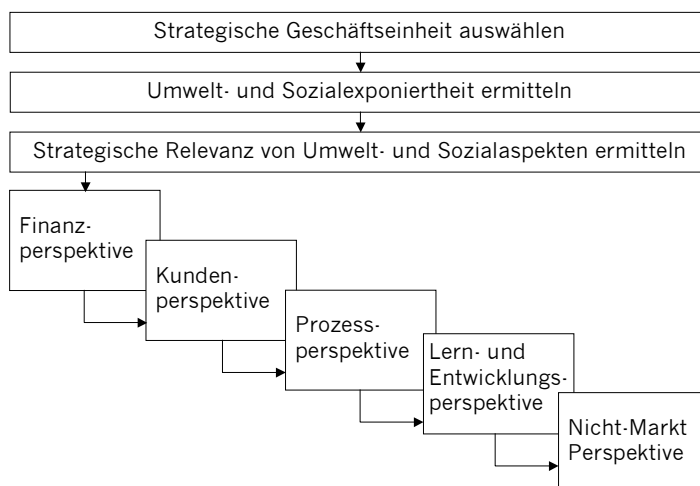 Strategische Geschäftseinheit auswählen
Umwelt- und Sozialexponiertheit ermitteln
Strategische Relevanz von Umwelt- und Sozialaspekten ermitteln
Finanz-
perspektive
Kunden-
perspektive
Prozess-
perspektive
Lern- und
Entwicklungs-
perspektive
Nicht-Markt
Perspektive